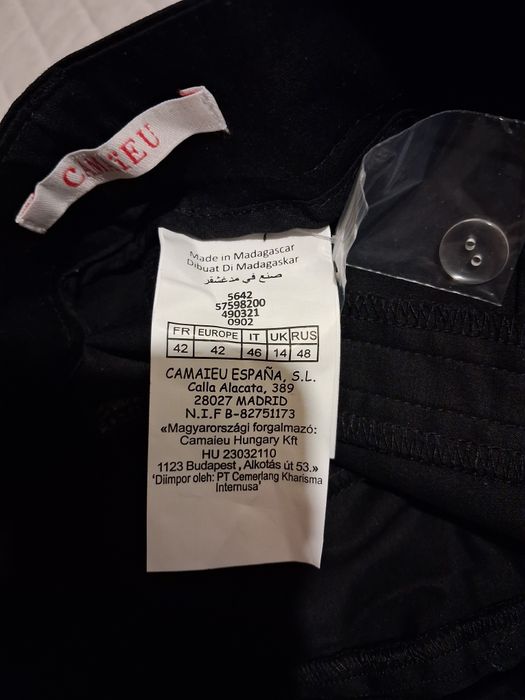 CAMAÏEU
Made in Madagascar
Dibuat Di Madagaskar
صنع في مدغشقر
5642
57598200
490321
0902
FR EUROPE IT UK RUS
42 42 46 14 48
CAMAIEU ESPAÑA, S.L.
Calla Alacata, 389
28027 MADRID
N.I.F B-82751173
«Magyarországi forgalmazó:
Camaieu Hungary Kft
HU 23032110
1123 Budapest, Alkotás út 53.»
'Diimpor oleh: PT Cemerlang Kharisma
Internusa'